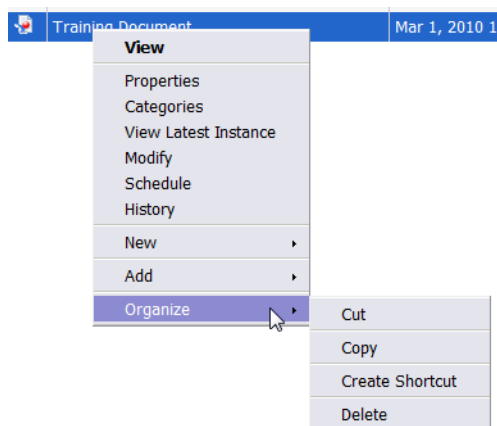 Training Document Mar 1, 2010 1
View
Properties
Categories
View Latest Instance
Modify
Schedule
History
New
Add
Organize
Cut
Copy
Create Shortcut
Delete